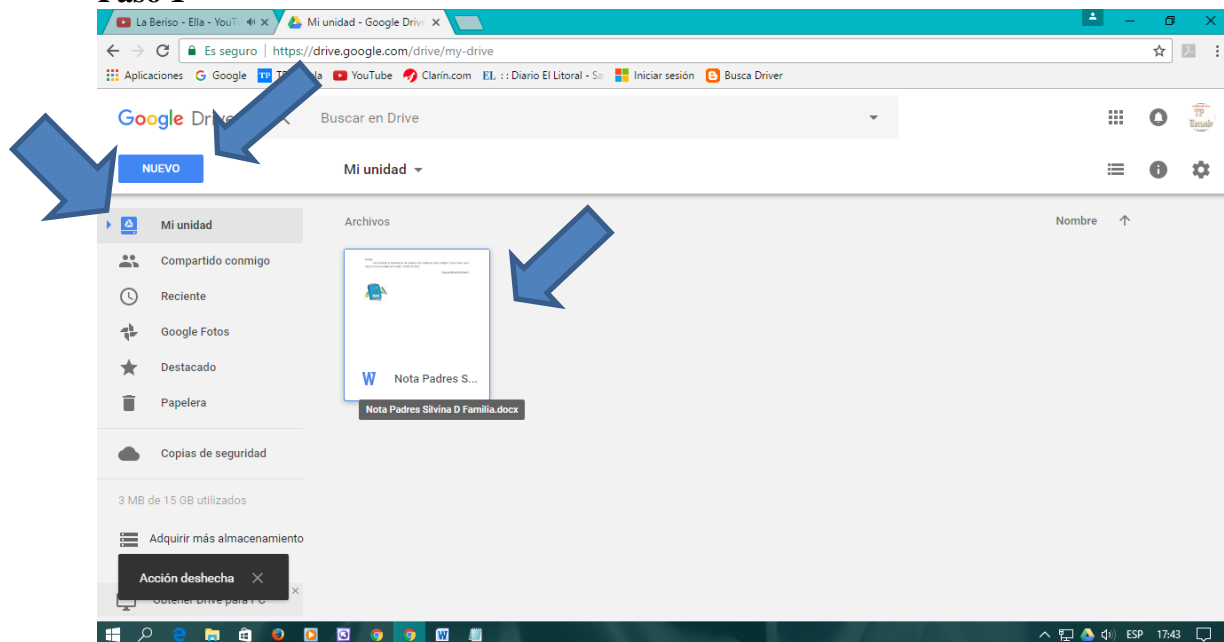 Paso 1
La Beriso - Ella - YouT
Mi unidad - Google Drive
Es seguro
https://drive.google.com/drive/my-drive
Aplicaciones
Google
YouTube
Clarín.com
EL :: Diario El Litoral - Sa
Iniciar sesión
Busca Driver
Google
Buscar en Drive
NUEVO
Mi unidad
Mi unidad
Compartido conmigo
Reciente
Google Fotos
Destacado
Papelera
Copias de seguridad
3 MB de 15 GB utilizados
Adquirir más almacenamiento
Acción deshecha
Obtener Drive para PC
Archivos
Nombre
Nota Padres S...
Nota Padres Silvina D Familia.docx
ESP
17:43